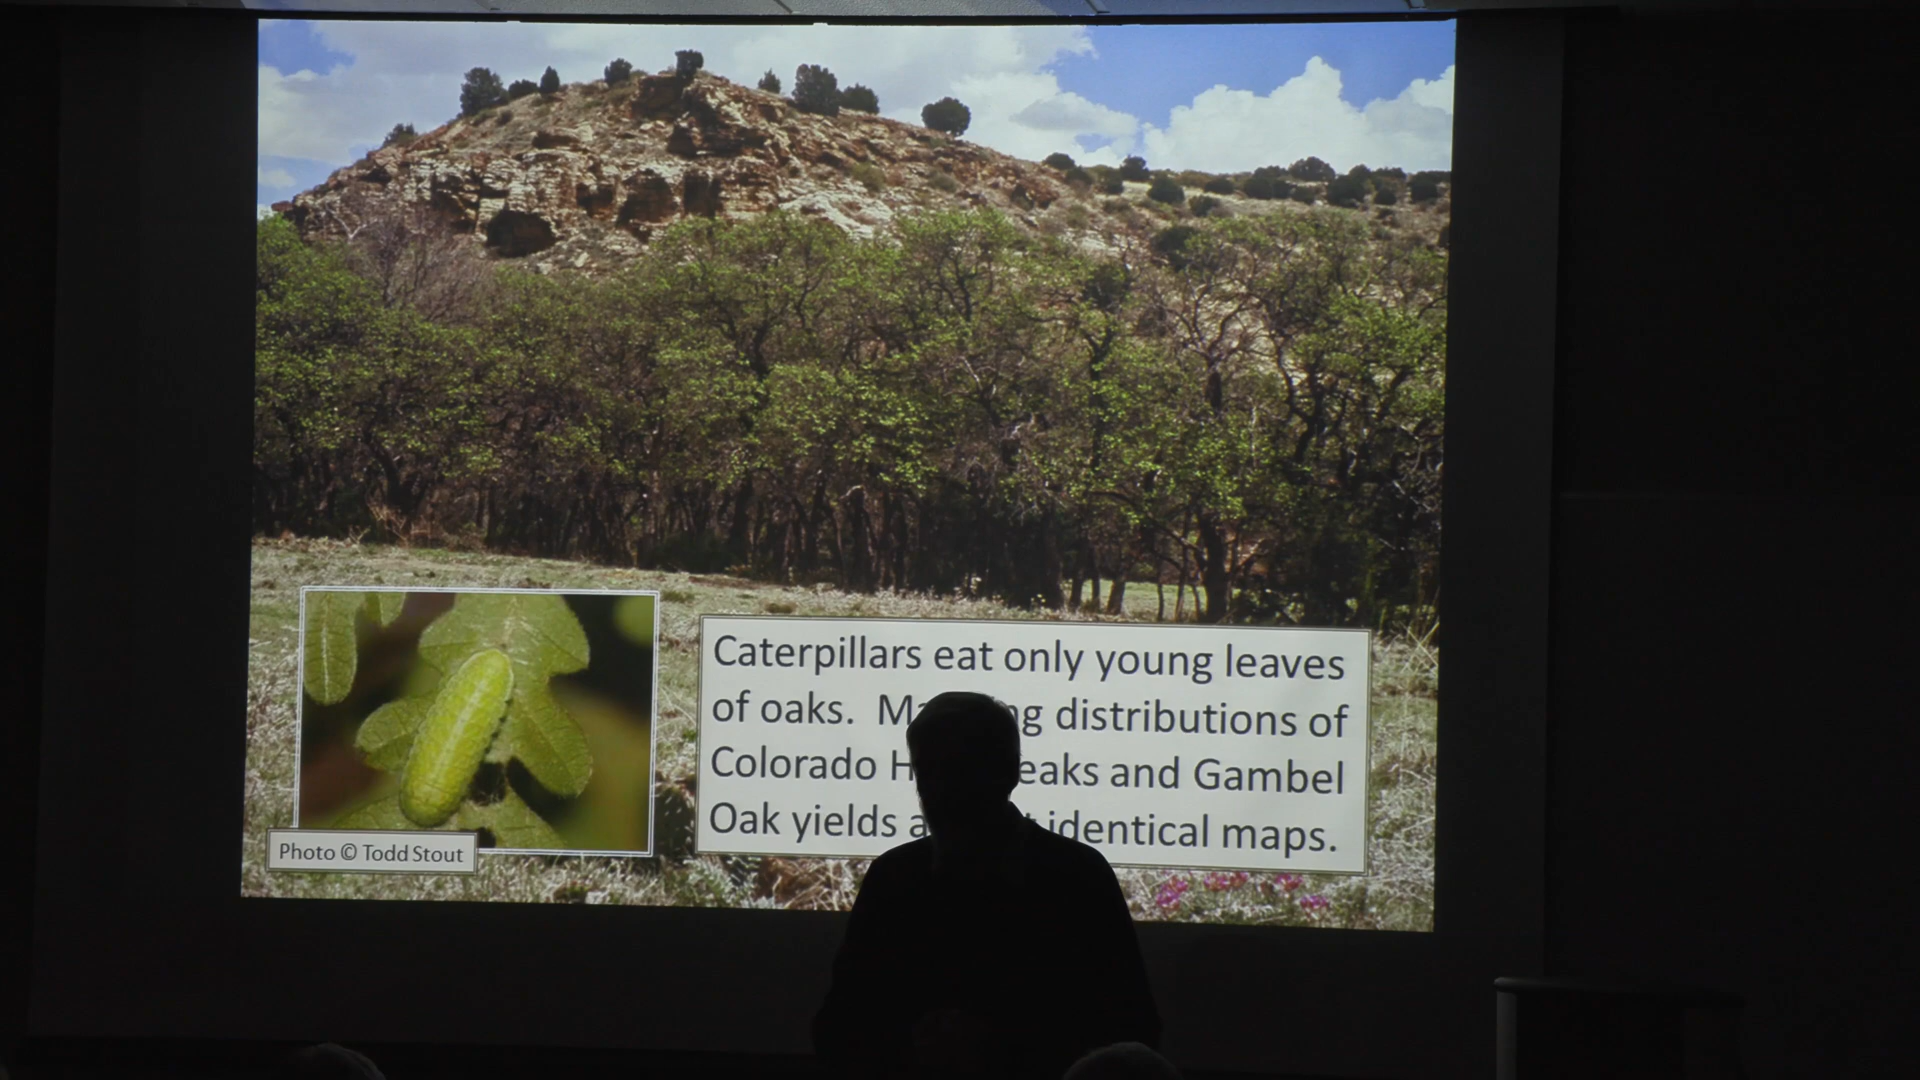 Caterpillars eat only young leaves
of oaks. distributions of
Colorado and Gambel
Oak yields identical maps.
Photo © Todd Stout